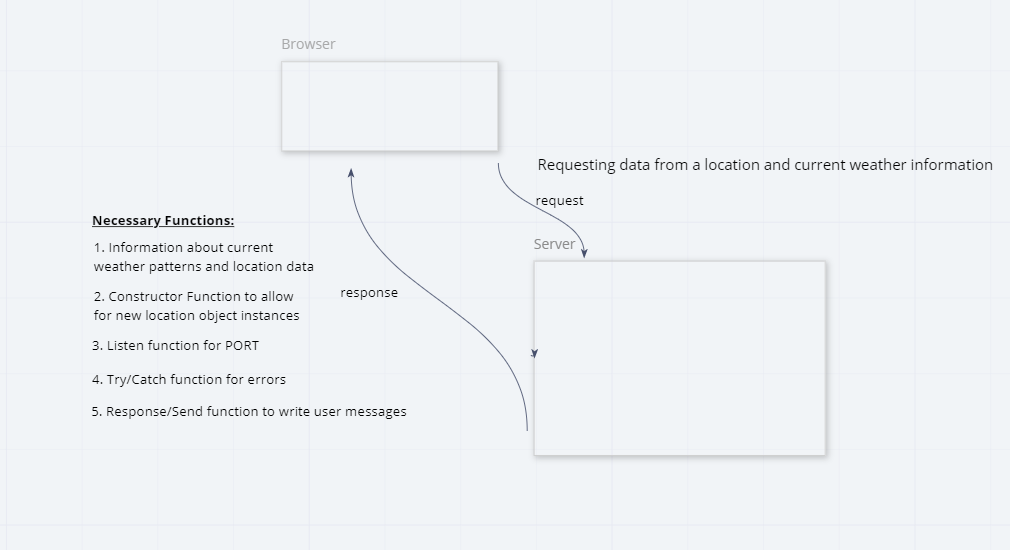 Browser
Requesting data from a location and current weather information
request
Necessary Functions:
Server
1. Information about current
weather patterns and location data
response
2. Constructor Function to allow
for new location object instances
3. Listen function for PORT
4. Try/Catch function for errors
5. Response/Send function to write user messages